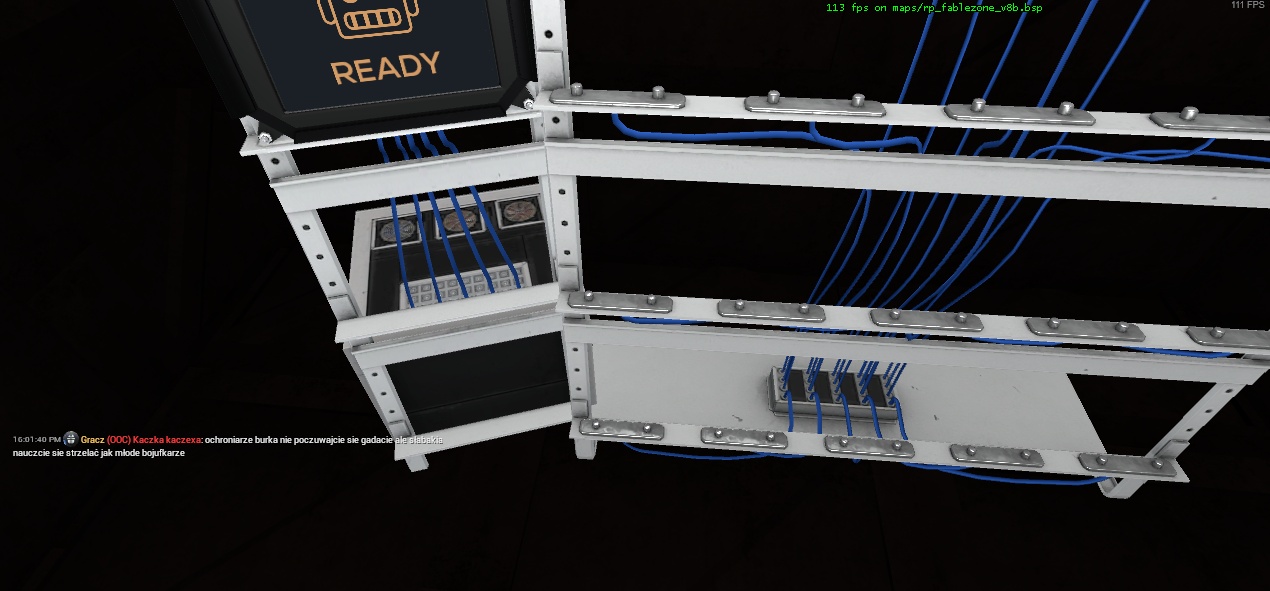 113 fps on maps/rp_fablezone_v8b.bsp
111 FPS
READY
16:01:40 PM Gracz (OOC) Kaczka kaczexa: ochroniarze burka nie poczuwajcie sie gadacie ale słabakia
nauczcie sie strzelać jak młode bojufkarze